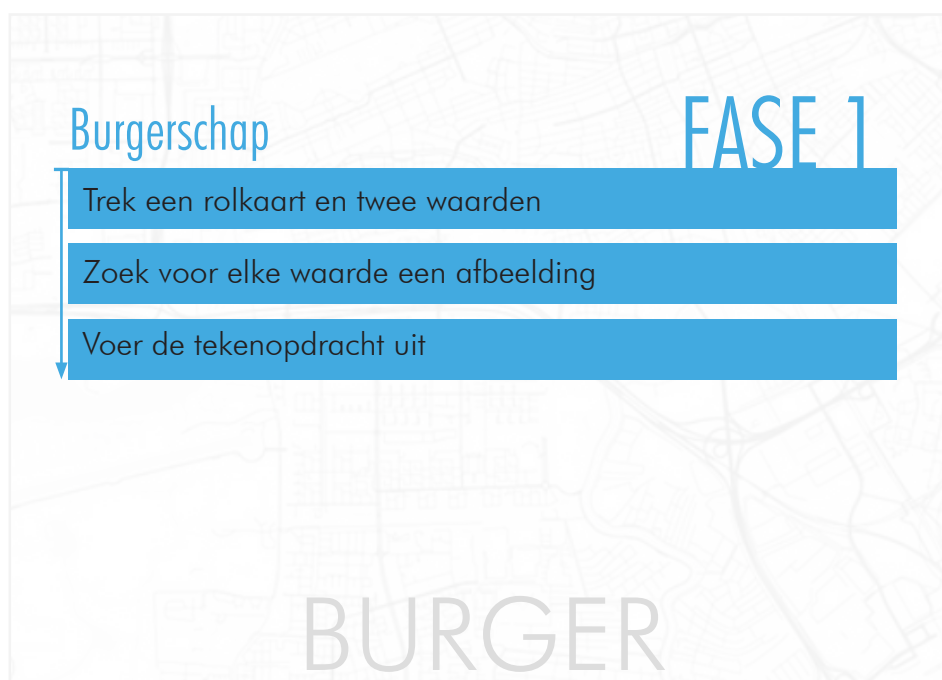 Burgerschap
FASE 1
Trek een rolkaart en twee waarden
Zoek voor elke waarde een afbeelding
Voer de tekenopdracht uit
BURGER